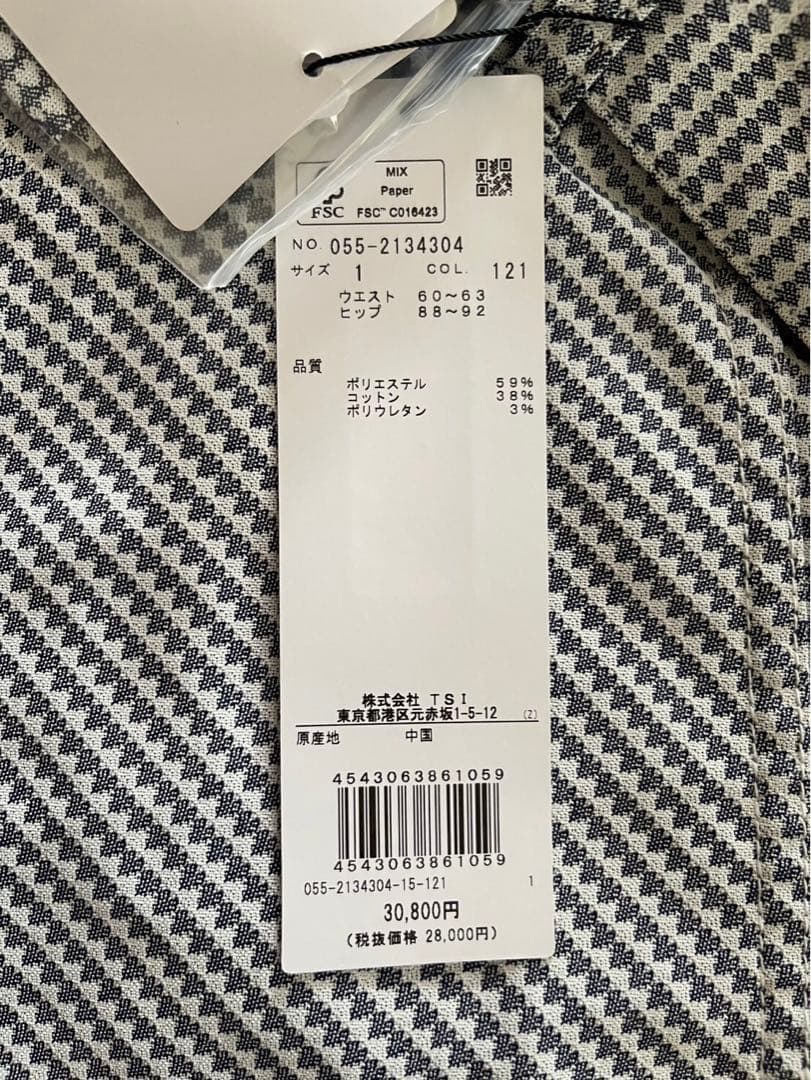 MIX
Paper
FSC FSC™ C016423
NO. 055-2134304
サイズ 1 COL. 121
ウエスト 60～63
ヒップ 88～92
品質
ポリエステル 59%
コットン 38%
ポリウレタン 3%
株式会社 TSI
東京都港区元赤坂1-5-12 (Z)
原産地 中国
4543063861059
4543063861059
055-2134304-15-121 1
30,800円
(税抜価格 28,000円)